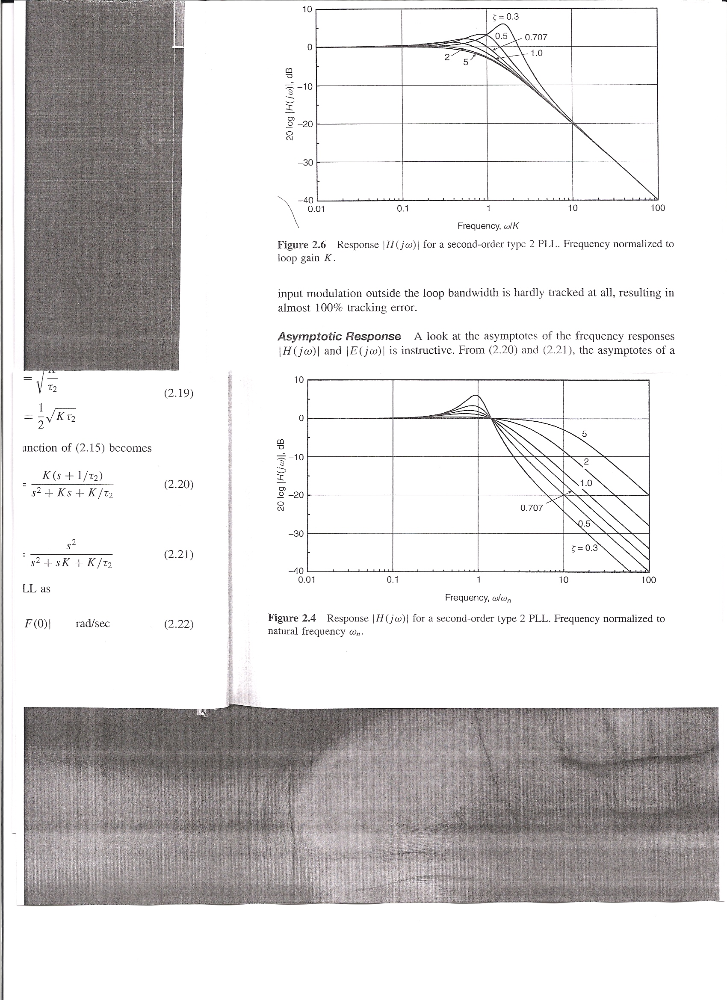 10
0
−10
−20
−30
−40
20 log |H(jω)|, dB
ζ = 0.3
0.5
0.707
1.0
2
5
0.01 0.1 1 10 100
Frequency, ω/K
Figure 2.6 Response |H(jω)| for a second-order type 2 PLL. Frequency normalized to
loop gain K.
input modulation outside the loop bandwidth is hardly tracked at all, resulting in
almost 100% tracking error.
Asymptotic Response A look at the asymptotes of the frequency responses
|H(jω)| and |E(jω)| is instructive. From (2.20) and (2.21), the asymptotes of a
= √(K/τ₂) (2.19)
= 1/2 √(Kτ₂)
unction of (2.15) becomes
= K(s + 1/τ₂) / (s² + Ks + K/τ₂) (2.20)
= s² / (s² + sK + K/τ₂) (2.21)
LL as
F(0)| rad/sec (2.22)
10
0
−10
−20
−30
−40
20 log |H(jω)|, dB
5
2
1.0
0.707
0.5
ζ = 0.3
0.01 0.1 1 10 100
Frequency, ω/ωₙ
Figure 2.4 Response |H(jω)| for a second-order type 2 PLL. Frequency normalized to
natural frequency ωₙ.